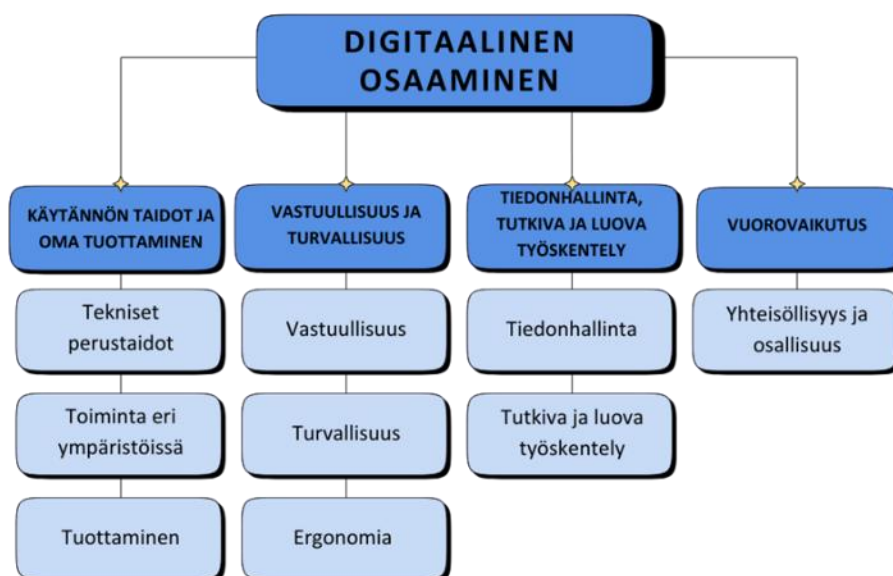 DIGITAALINEN
OSAAMINEN
KÄYTÄNNÖN TAIDOT JA
OMA TUOTTAMINEN
Tekniset
perustaidot
Toiminta eri
ympäristöissä
Tuottaminen
VASTUULLISUUS JA
TURVALLISUUS
Vastuullisuus
Turvallisuus
Ergonomia
TIEDONHALLINTA,
TUTKIVA JA LUOVA
TYÖSKENTELY
Tiedonhallinta
Tutkiva ja luova
työskentely
VUOROVAIKUTUS
Yhteisöllisyys ja
osallisuus